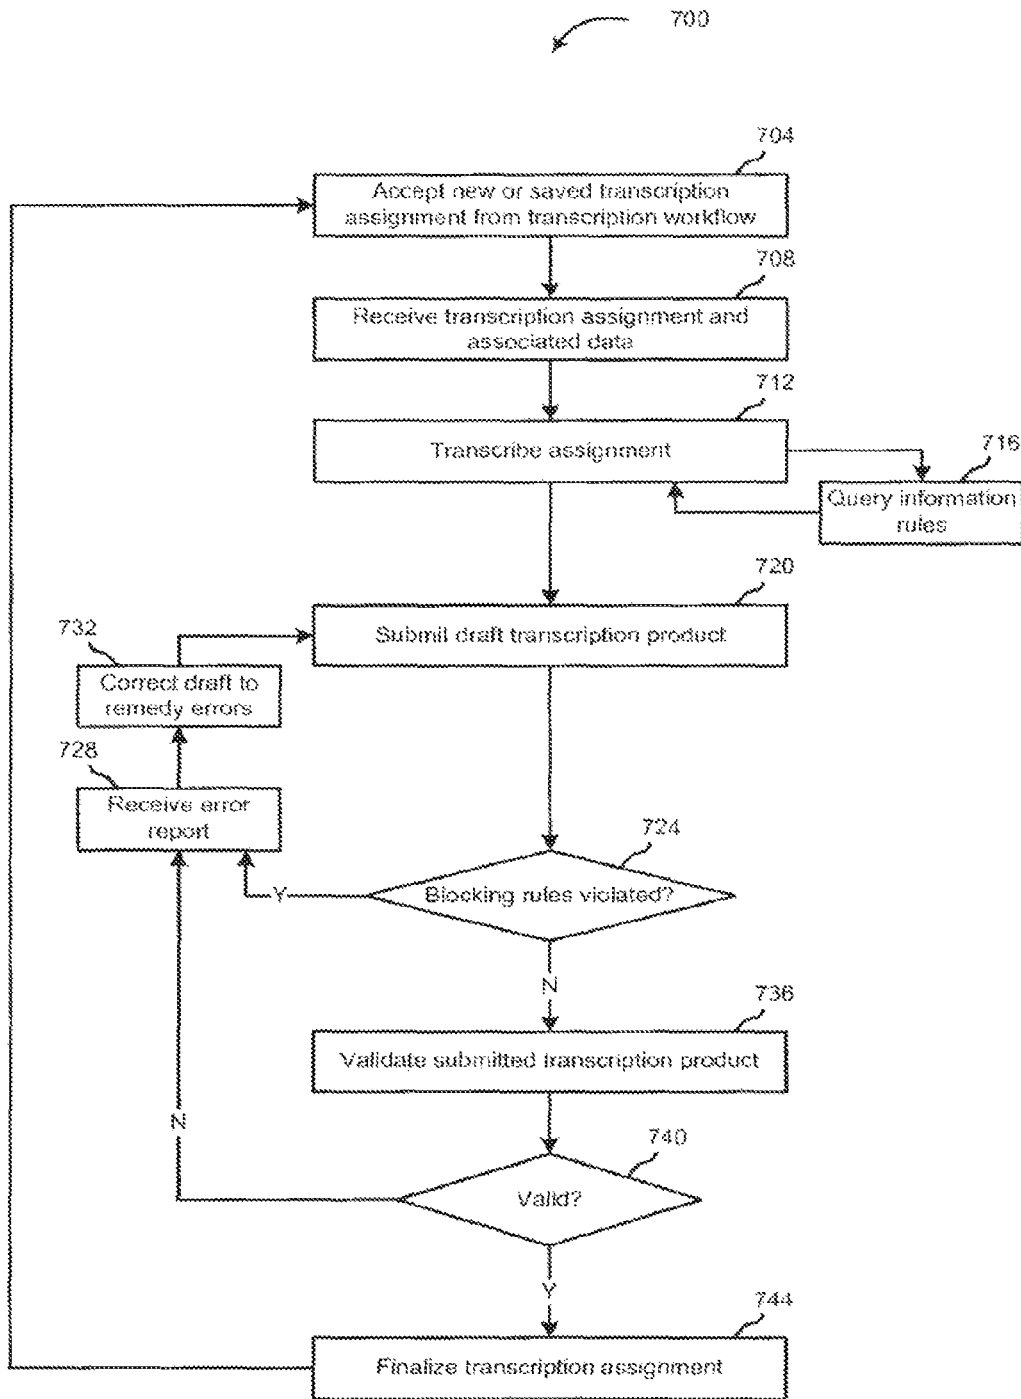 700
704
Accept new or saved transcription
assignment from transcription workflow
708
Receive transcription assignment and
associated data
712
Transcribe assignment
716
Query information
rules
720
Submit draft transcription product
732
Correct draft to
remedy errors
728
Receive error
report
724
Blocking rules violated?
Y
N
736
Validate submitted transcription product
740
Valid?
N
Y
744
Finalize transcription assignment